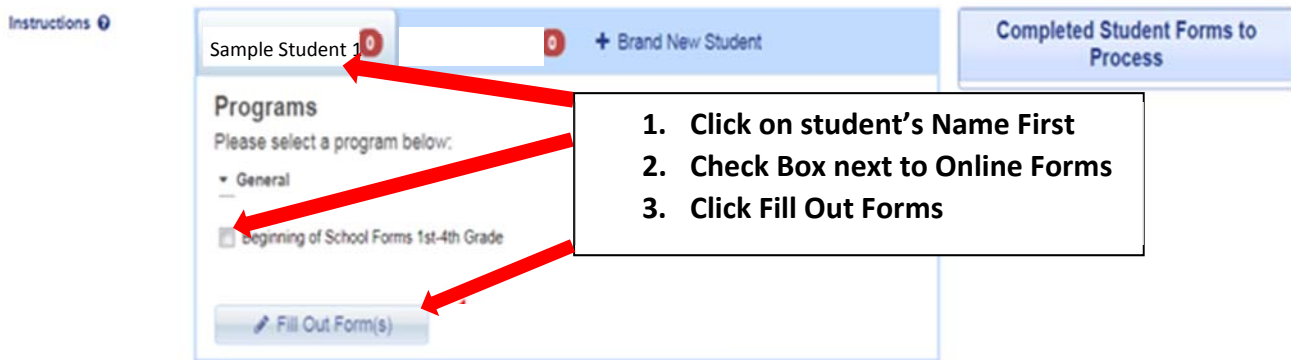 Instructions
Sample Student 1 0
0
+ Brand New Student
Completed Student Forms to
Process
Programs
Please select a program below:
General
Beginning of School Forms 1st-4th Grade
Fill Out Form(s)
1. Click on student's Name First
2. Check Box next to Online Forms
3. Click Fill Out Forms